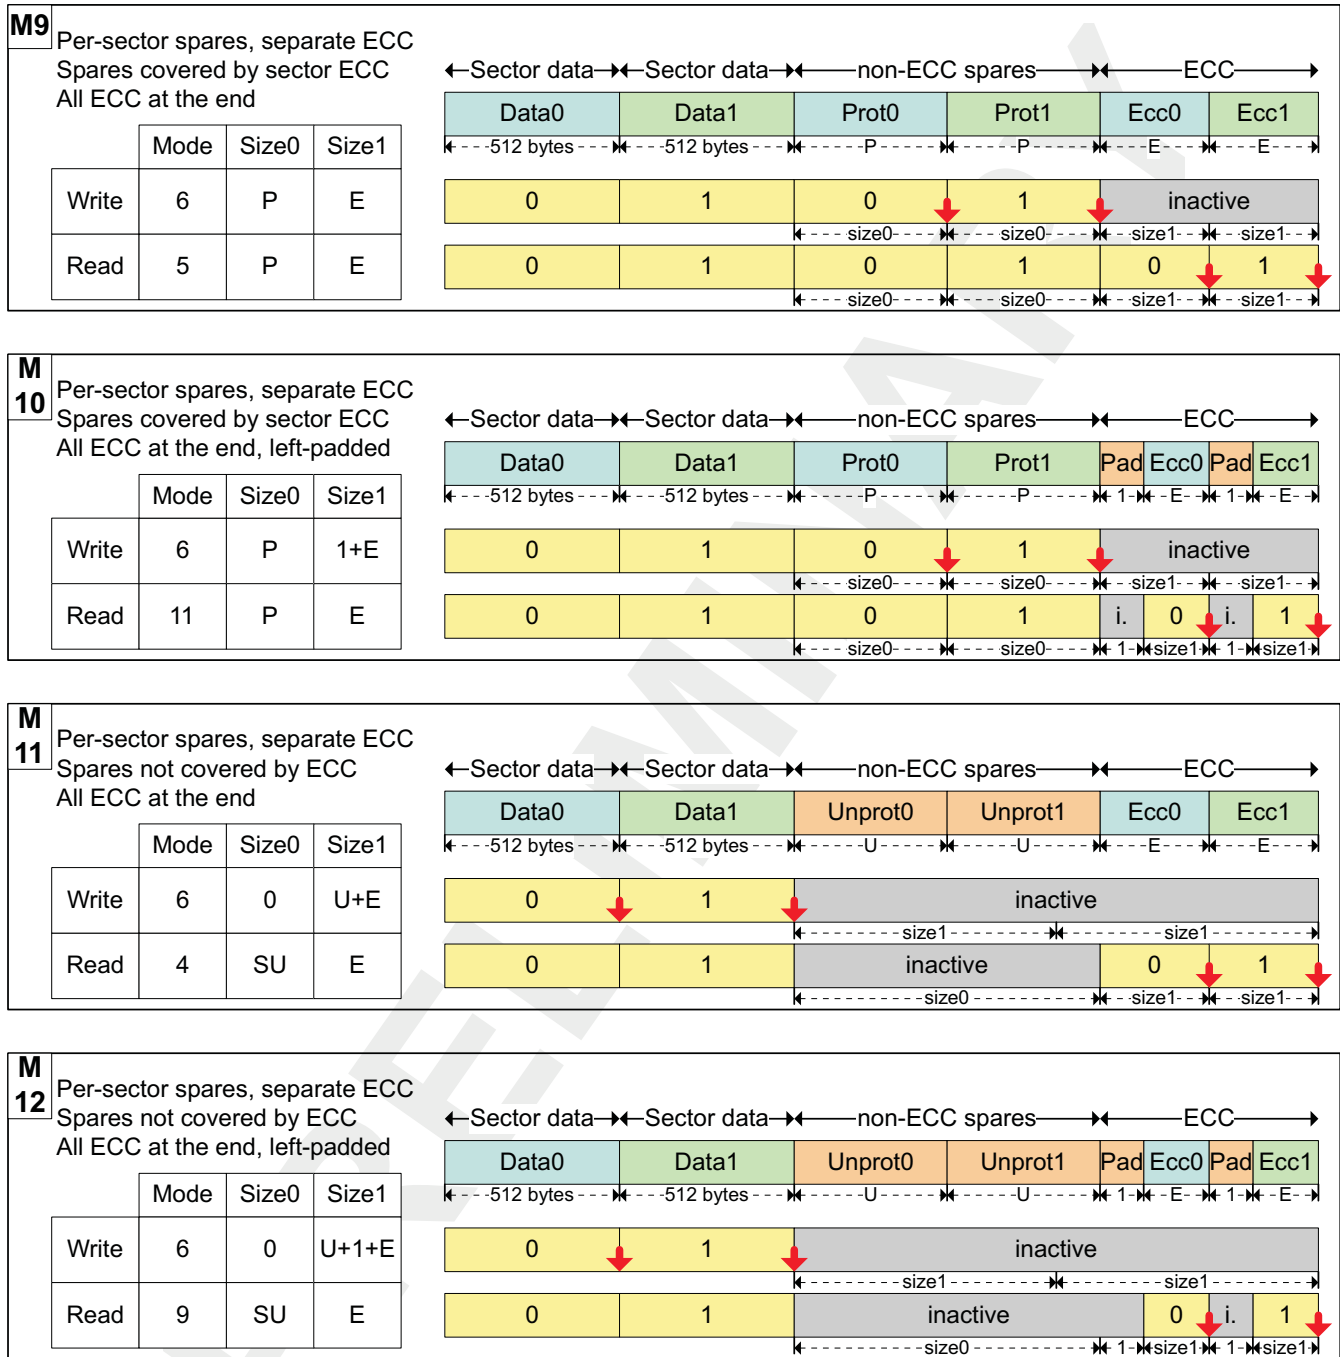 M9
Per-sector spares, separate ECC
Spares covered by sector ECC
All ECC at the end
Sector data Sector data non-ECC spares ECC
Data0 Data1 Prot0 Prot1 Ecc0 Ecc1
512 bytes 512 bytes P P E E
Mode Size0 Size1
Write 6 P E
0 1 0 1 inactive
size0 size0 size1 size1
Read 5 P E
0 1 0 1 0 1
size0 size0 size1 size1
M
10
Per-sector spares, separate ECC
Spares covered by sector ECC
All ECC at the end, left-padded
Sector data Sector data non-ECC spares ECC
Data0 Data1 Prot0 Prot1 Pad Ecc0 Pad Ecc1
512 bytes 512 bytes P P 1 E 1 E
Mode Size0 Size1
Write 6 P 1+E
0 1 0 1 inactive
size0 size0 size1 size1
Read 11 P E
0 1 0 1 i. 0 i. 1
size0 size0 1 size1 1 size1
M
11
Per-sector spares, separate ECC
Spares not covered by ECC
All ECC at the end
Sector data Sector data non-ECC spares ECC
Data0 Data1 Unprot0 Unprot1 Ecc0 Ecc1
512 bytes 512 bytes U U E E
Mode Size0 Size1
Write 6 0 U+E
0 1 inactive
size1 size1
Read 4 SU E
0 1 inactive 0 1
size0 size1 size1
M
12
Per-sector spares, separate ECC
Spares not covered by ECC
All ECC at the end, left-padded
Sector data Sector data non-ECC spares ECC
Data0 Data1 Unprot0 Unprot1 Pad Ecc0 Pad Ecc1
512 bytes 512 bytes U U 1 E 1 E
Mode Size0 Size1
Write 6 0 U+1+E
0 1 inactive
size1 size1
Read 9 SU E
0 1 inactive 0 i. 1
size0 1 size1 1 size1
PRELIMINARY